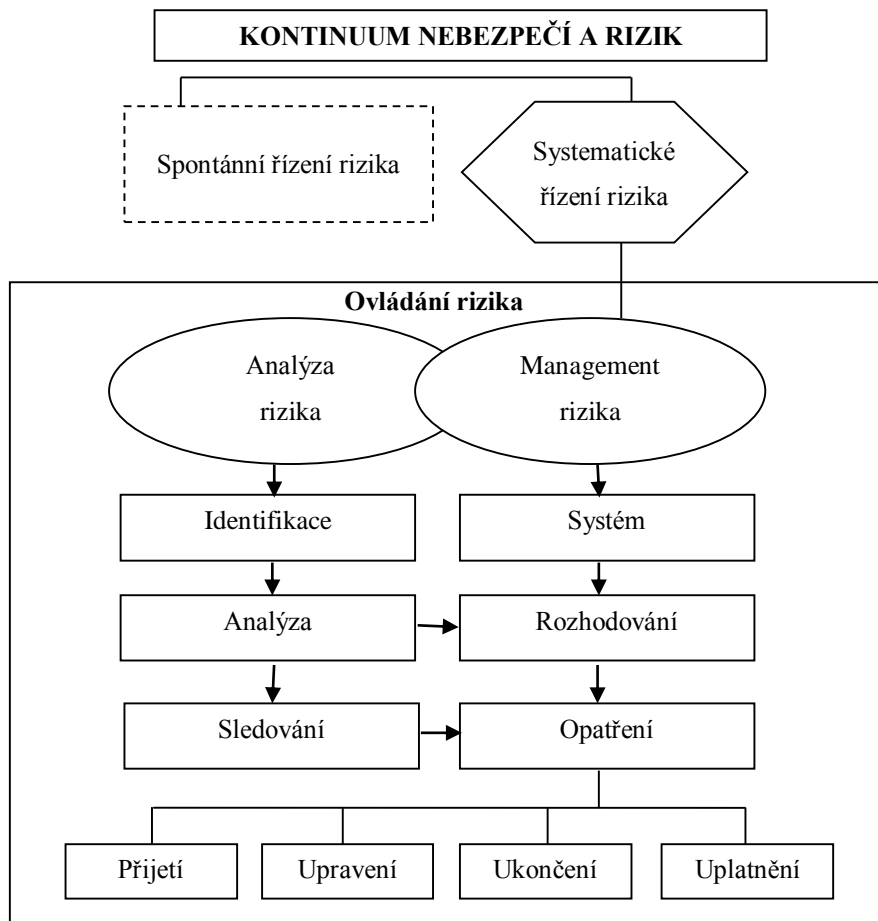 KONTINUUM NEBEZPEČÍ A RIZIK
Spontánní řízení rizika
Systematické
řízení rizika
Ovládání rizika
Analýza
rizika
Management
rizika
Identifikace
Systém
Analýza
Rozhodování
Sledování
Opatření
Přijetí
Upravení
Ukončení
Uplatnění